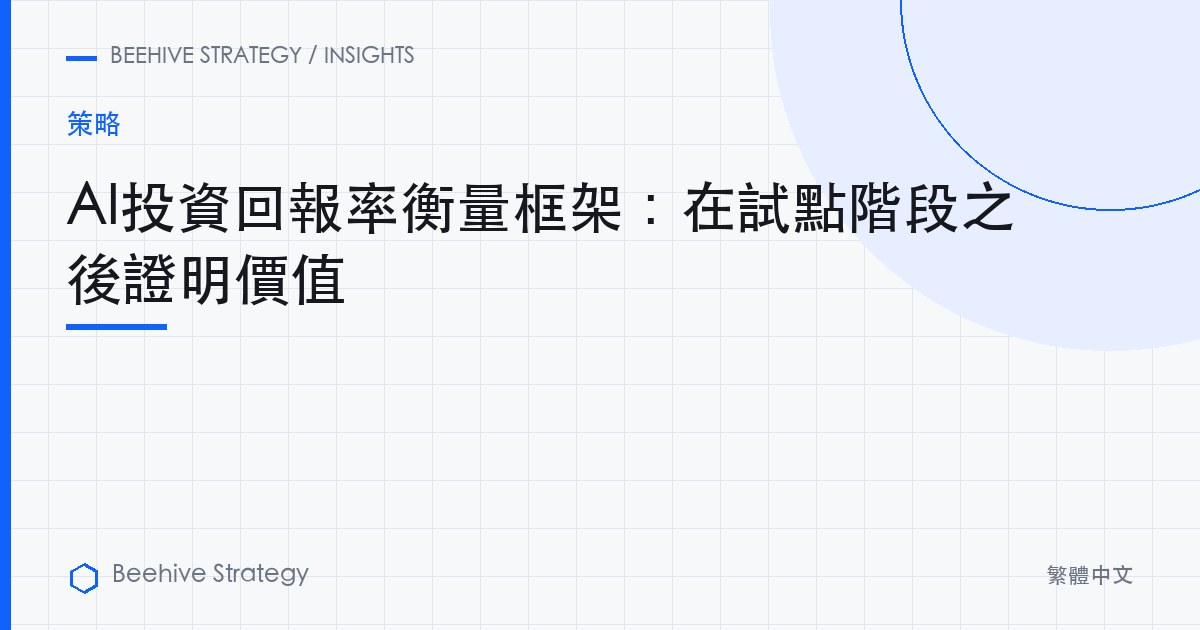 BEEHIVE STRATEGY / INSIGHTS
策略
AI投資回報率衡量框架：在試點階段之
後證明價值
Beehive Strategy
繁體中文